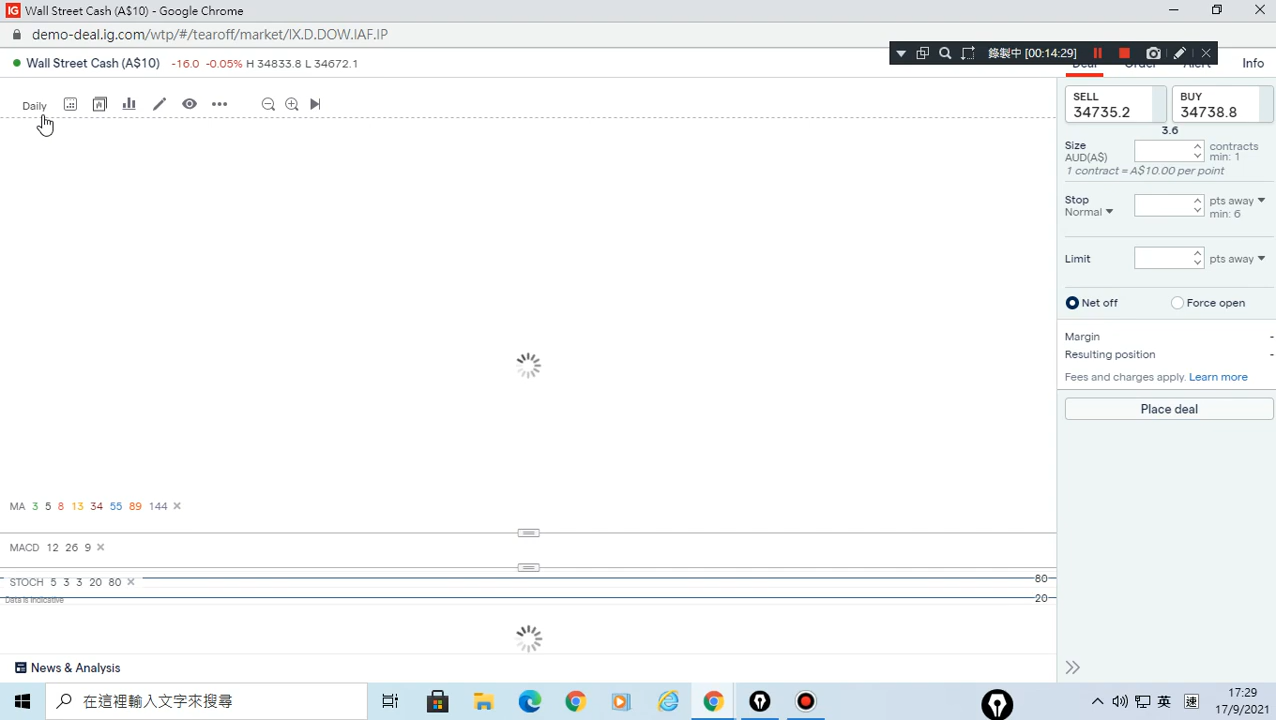 IG Wall Street Cash (A$10) - Google Chrome
demo-deal.ig.com/wtp/#/tearoff/market/IX.D.DOW.IAF.IP
錄製中 [00:14:29]
Wall Street Cash (A$10) -16.0 -0.05% H 34833.8 L 34672.1
Deal Order Alert Info
Daily
SELL BUY
34735.2 34738.8
3.6
Size contracts
AUD(A$) min: 1
1 contract = A$10.00 per point
Stop pts away
Normal min: 6
Limit pts away
Net off Force open
Margin -
Resulting position -
Fees and charges apply. Learn more
Place deal
MA 3 5 8 13 34 55 89 144
MACD 12 26 9
STOCH 5 3 3 20 80
80
Data is indicative
20
News & Analysis
在這裡輸入文字來搜尋
英
速
17:29
17/9/2021